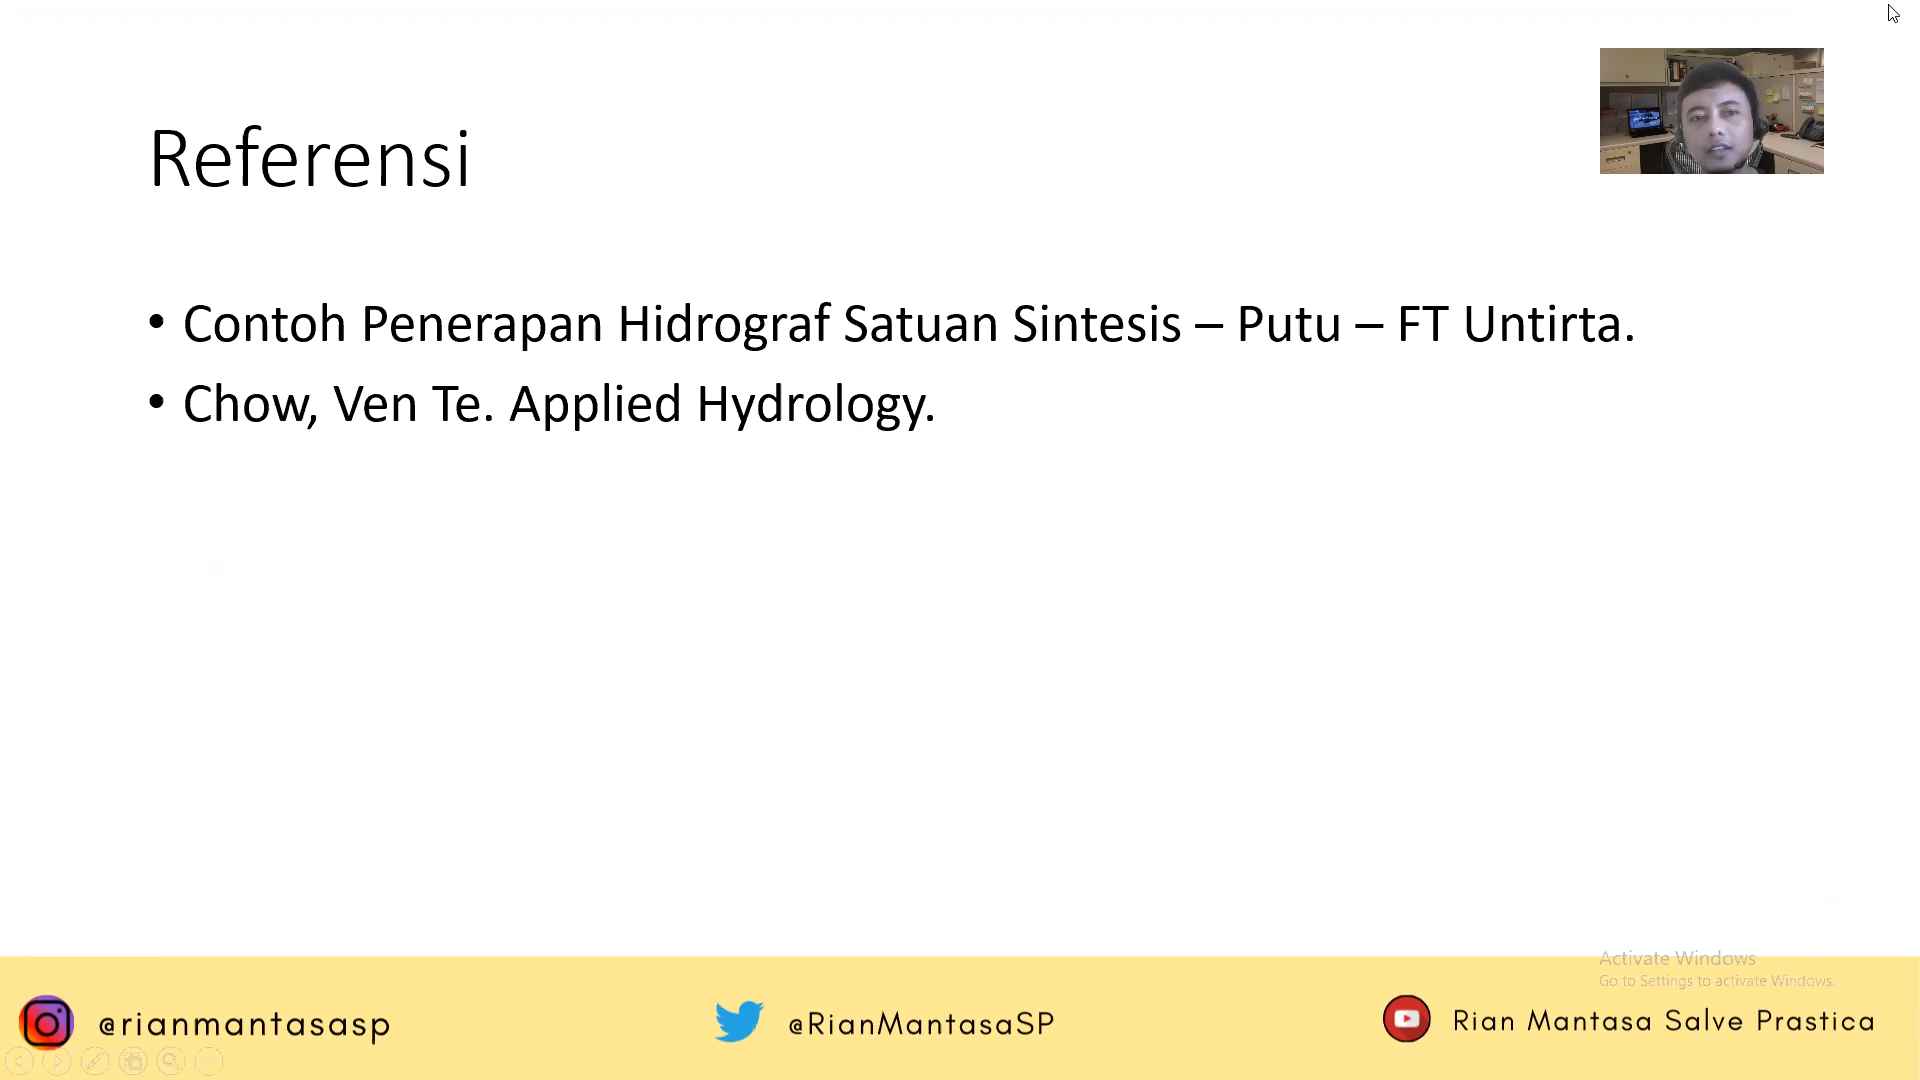 Referensi
• Contoh Penerapan Hidrograf Satuan Sintesis – Putu – FT Untirta.
• Chow, Ven Te. Applied Hydrology.
Activate Windows
Go to Settings to activate Windows.
@rianmantasasp
@RianMantasaSP
Rian Mantasa Salve Prastica